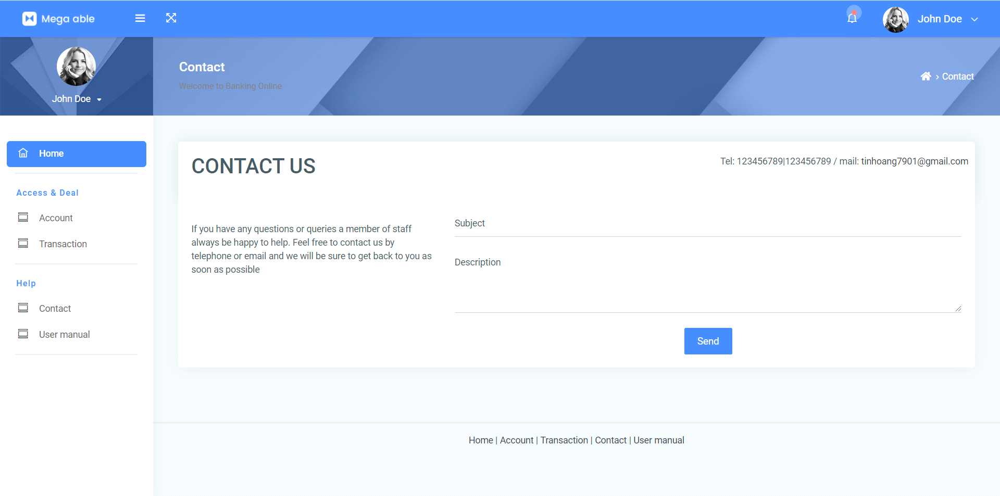 Mega able
John Doe
John Doe
Contact
Welcome to Banking Online
› Contact
Home
Access & Deal
Account
Transaction
Help
Contact
User manual
CONTACT US
Tel: 123456789|123456789 / mail: tinhoang7901@gmail.com
If you have any questions or queries a member of staff
always be happy to help. Feel free to contact us by
telephone or email and we will be sure to get back to you as
soon as possible
Subject
Description
Send
Home | Account | Transaction | Contact | User manual